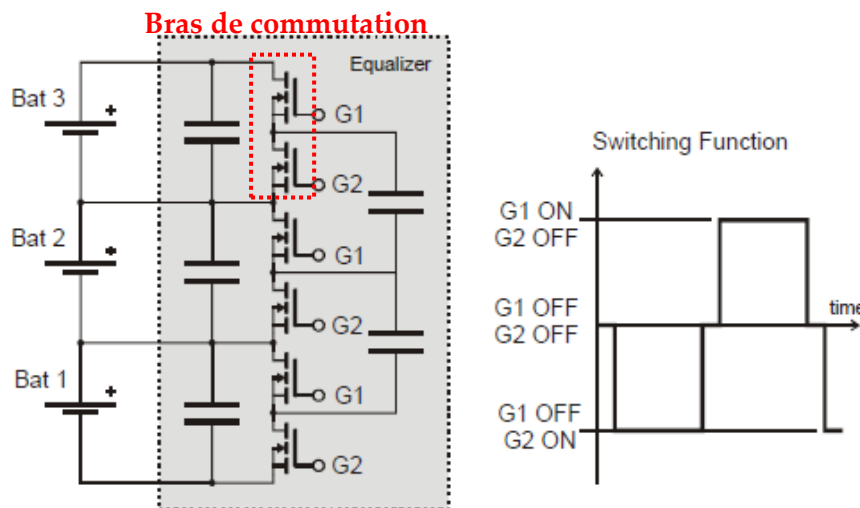 Bras de commutation
Equalizer
Bat 3
+
G1
G2
Bat 2
+
G1
G2
Bat 1
+
G1
G2
Switching Function
G1 ON
G2 OFF
G1 OFF
G2 OFF
time
G1 OFF
G2 ON